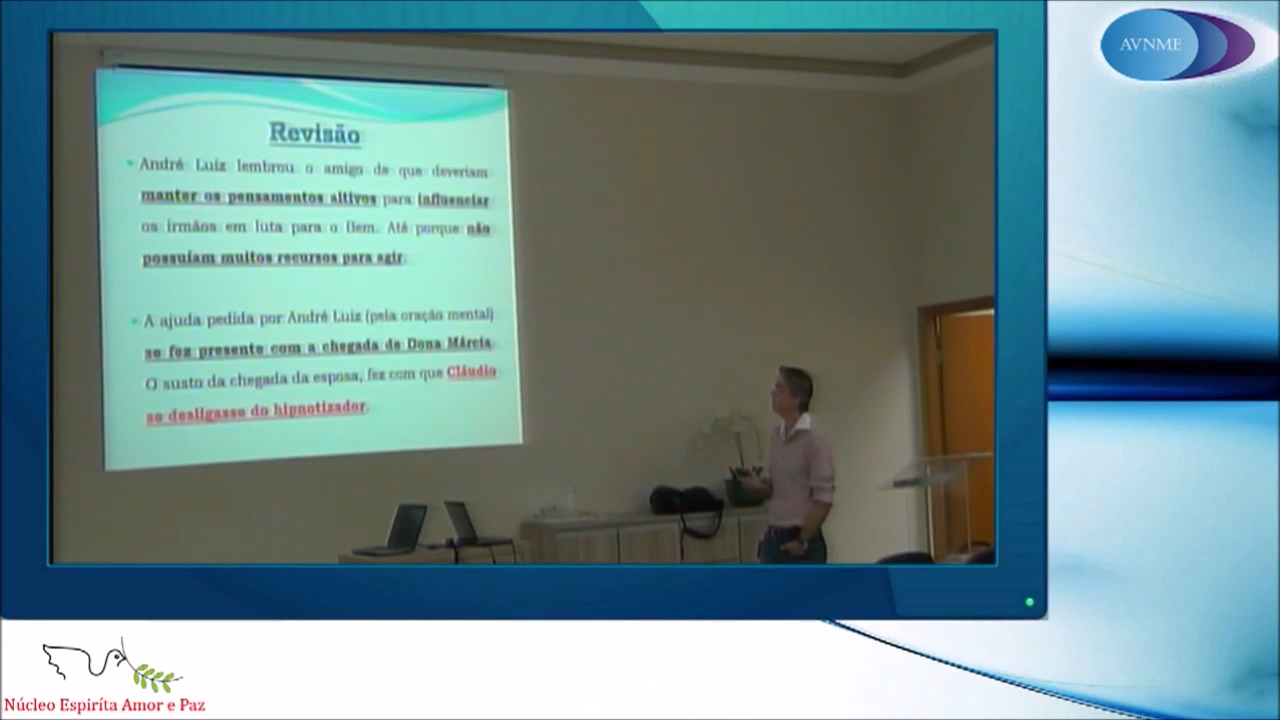 AVNME
Revisão
André Luiz lembrou o amigo de que deveriam
manter os pensamentos altivos para influenciar
os irmãos em luta para o Bem. Até porque não
possuíam muitos recursos para agir.
A ajuda pedida por André Luiz (pela oração mental)
se fez presente com a chegada de Dona Márcia.
O susto da chegada da esposa, fez com que Cláudio
se desligasse do hipnotizador.
Núcleo Espiríta Amor e Paz